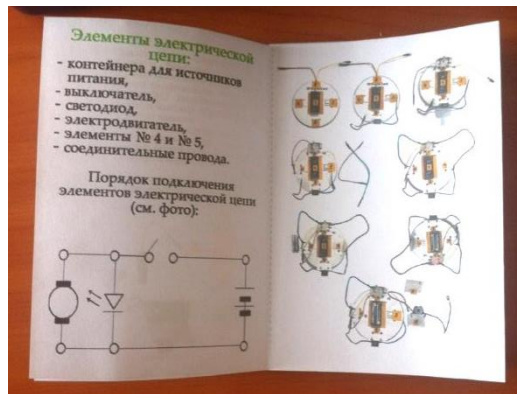 Элементы электрической
цепи:
- контейнера для источников
питания,
- выключатель,
- светодиод,
- электродвигатель,
- элементы № 4 и № 5,
- соединительные провода.
Порядок подключения
элементов электрической цепи
(см. фото):